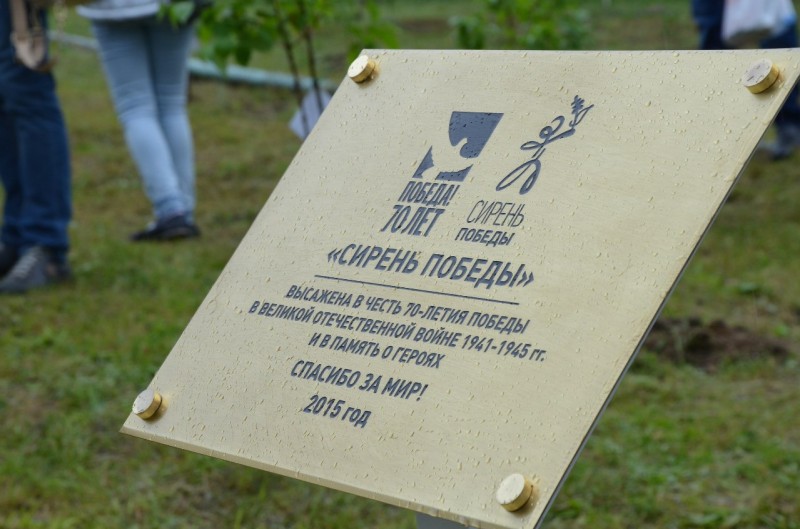 ПОБЕДА!
70 ЛЕТ
СИРЕНЬ
ПОБЕДЫ
«СИРЕНЬ ПОБЕДЫ»
ВЫСАЖЕНА В ЧЕСТЬ 70-ЛЕТИЯ ПОБЕДЫ
В ВЕЛИКОЙ ОТЕЧЕСТВЕННОЙ ВОЙНЕ 1941-1945 гг.
И В ПАМЯТЬ О ГЕРОЯХ
СПАСИБО ЗА МИР!
2015 год